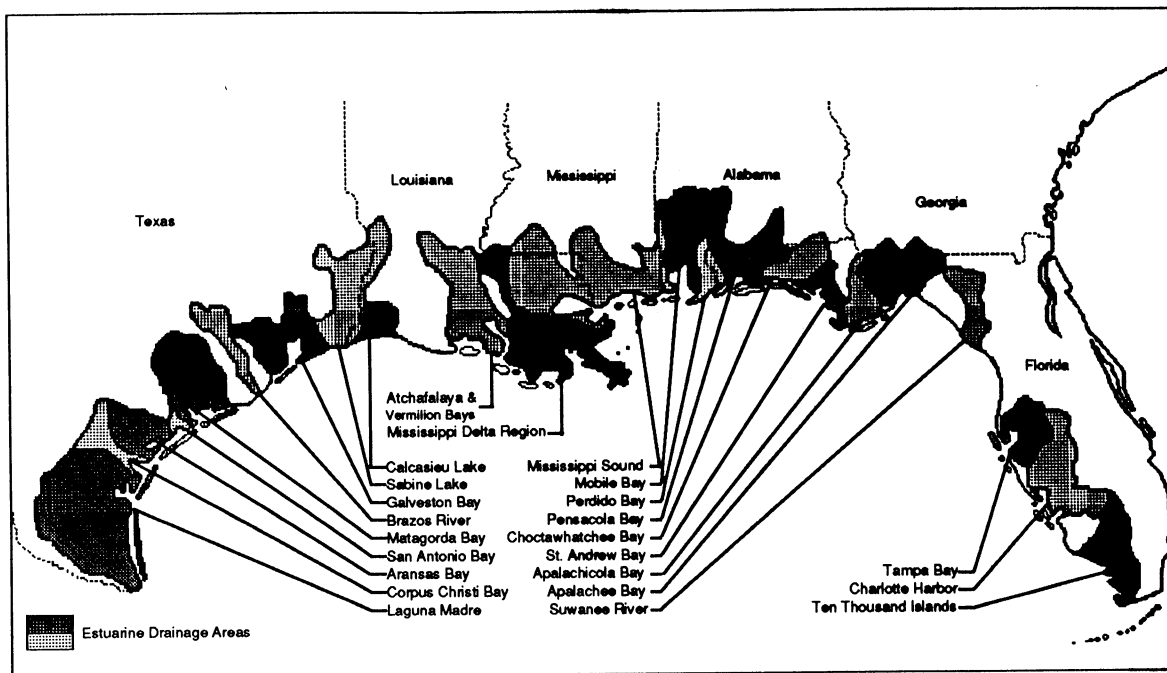 Texas
Louisiana
Mississippi
Alabama
Georgia
Florida
Atchafalaya &
Vermilion Bays
Mississippi Delta Region
Calcasieu Lake
Sabine Lake
Galveston Bay
Brazos River
Matagorda Bay
San Antonio Bay
Aransas Bay
Corpus Christi Bay
Laguna Madre
Mississippi Sound
Mobile Bay
Perdido Bay
Pensacola Bay
Choctawhatchee Bay
St. Andrew Bay
Apalachicola Bay
Apalachee Bay
Suwanee River
Tampa Bay
Charlotte Harbor
Ten Thousand Islands
Estuarine Drainage Areas